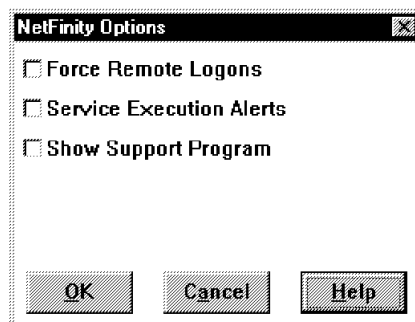 NetFinity Options
Force Remote Logons
Service Execution Alerts
Show Support Program
OK Cancel Help